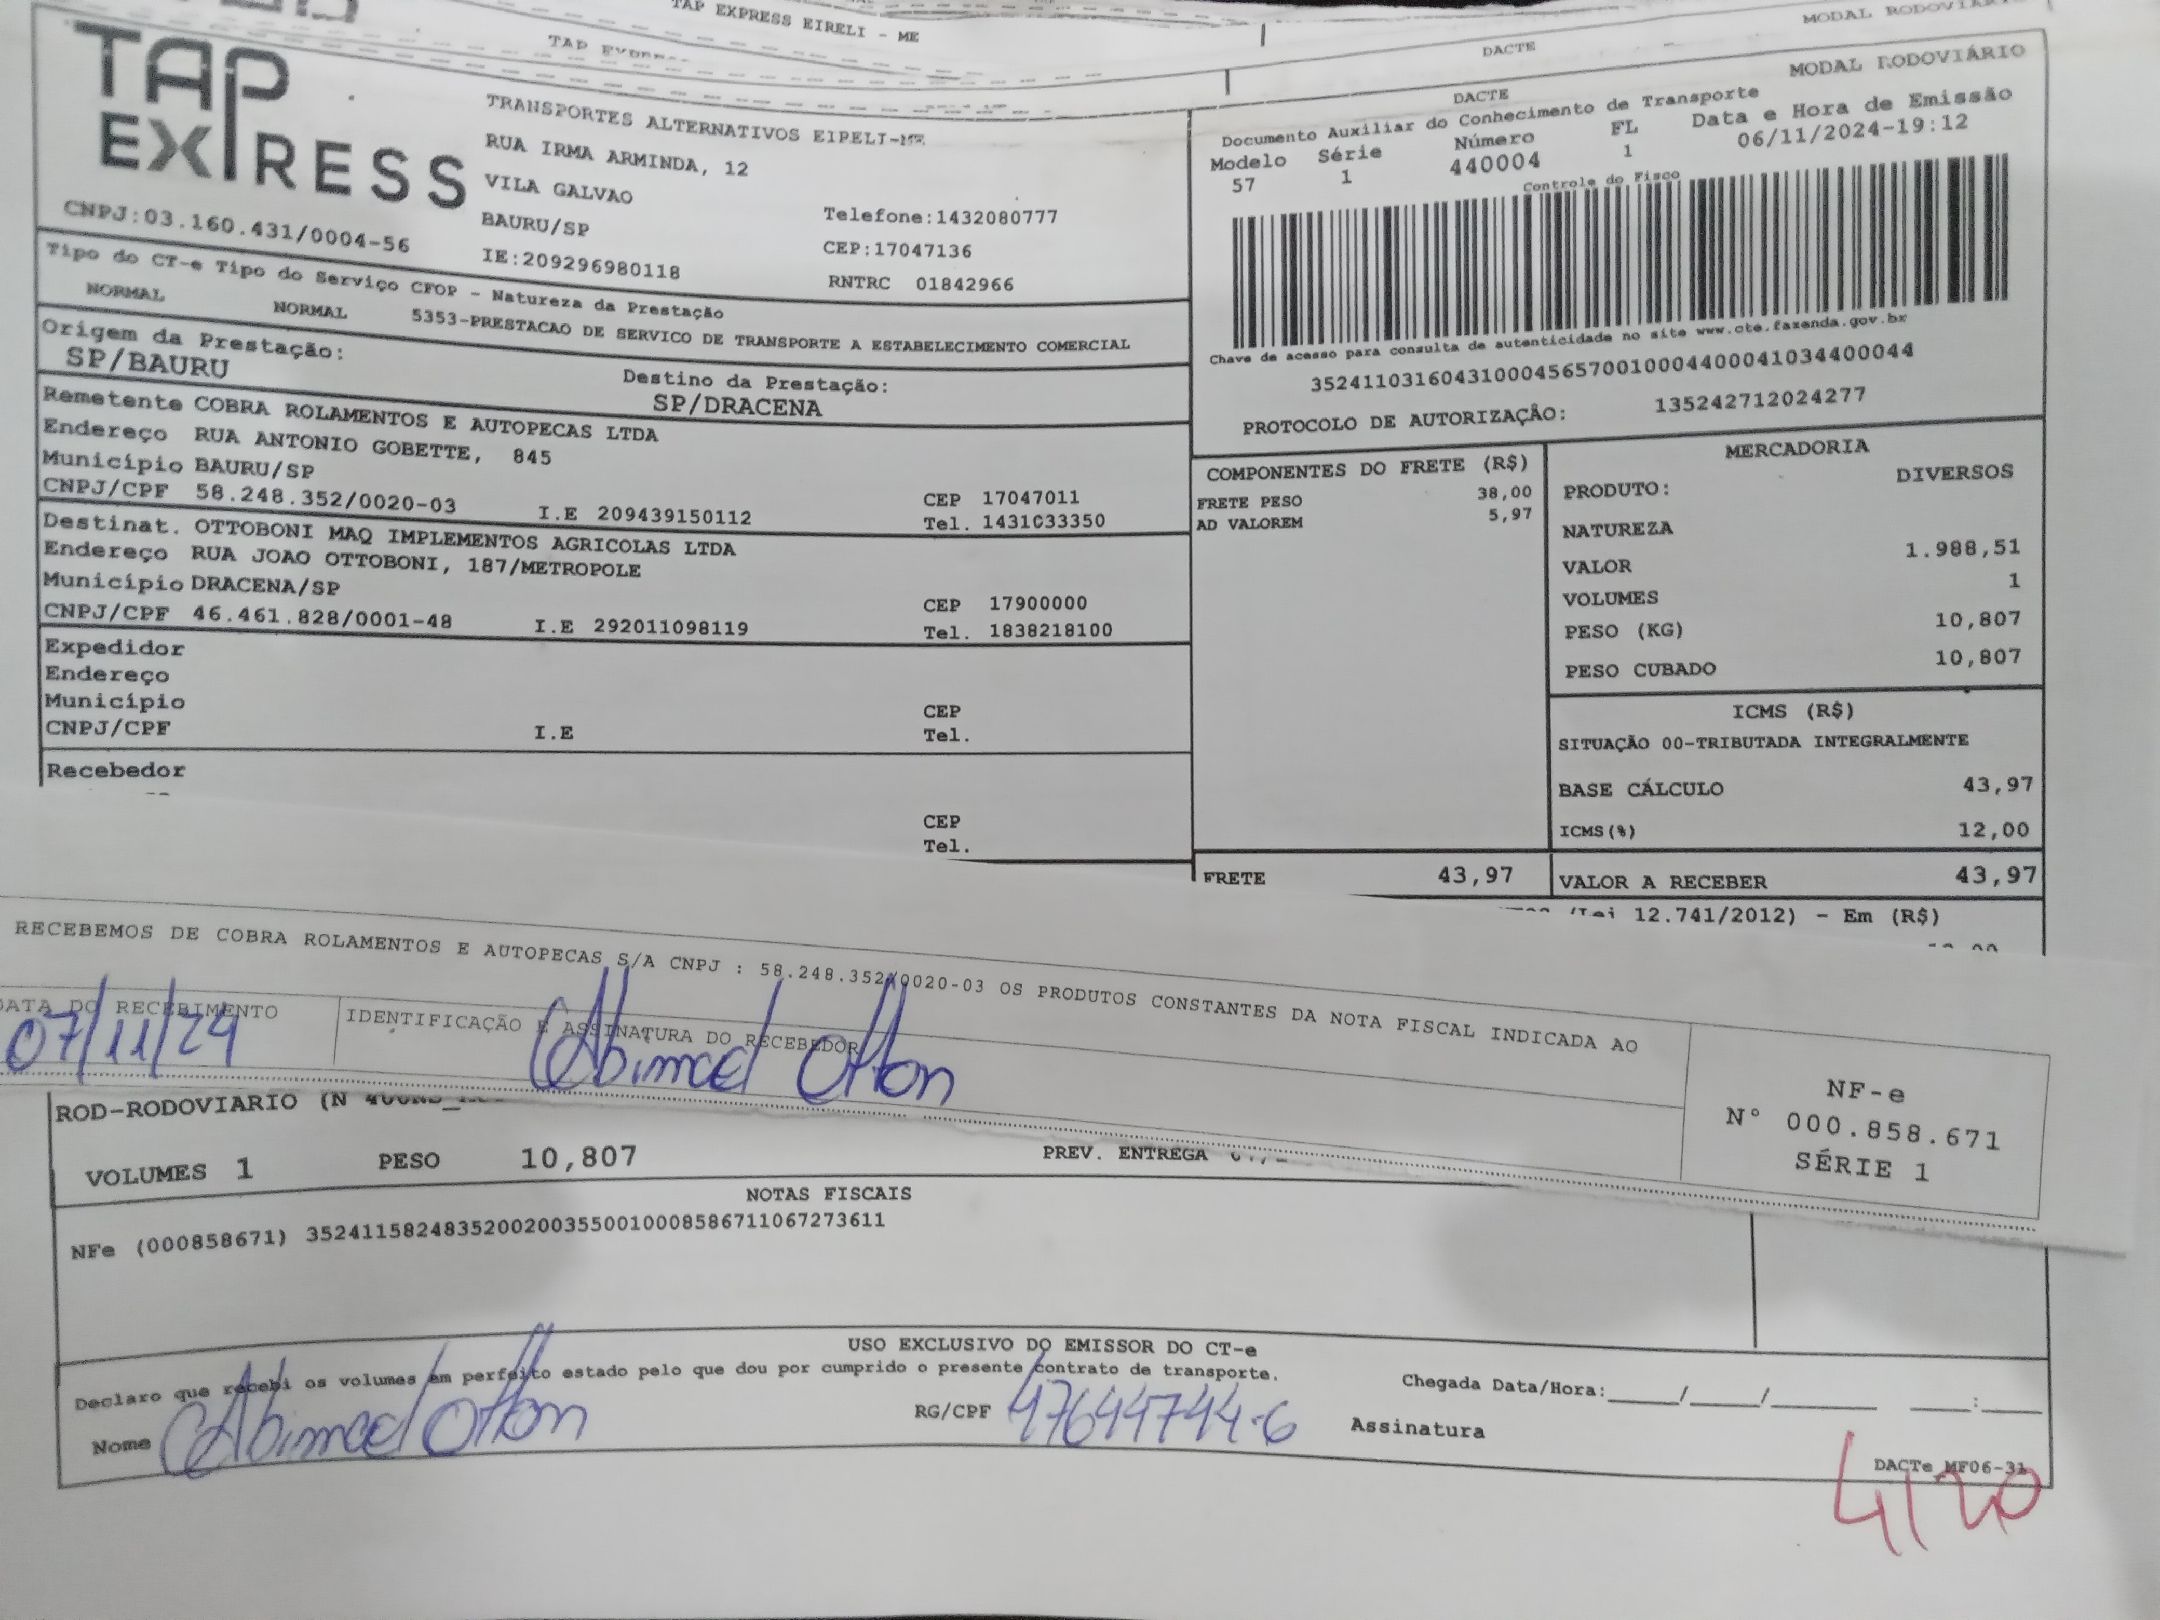 TAP EXPRESS EIRELI - ME
DACTE
MODAL RODOVIÁRIO
TAP EXPRESS
TRANSPORTES ALTERNATIVOS EIRELI-ME
RUA IRMA ARMINDA, 12
VILA GALVAO
BAURU/SP
Telefone:1432080777
CEP:17047136
CNPJ:03.160.431/0004-56
IE:209296980118
RNTRC 01842966
DACTE
MODAL RODOVIÁRIO
Documento Auxiliar do Conhecimento de Transporte
Modelo Série Número FL Data e Hora de Emissão
57 1 440004 1 06/11/2024-19:12
Controle do Fisco
Chave de acesso para consulta de autenticidade no site www.cte.fazenda.gov.br
35241103160431000456570010004400041034400044
PROTOCOLO DE AUTORIZAÇÃO: 135242712024277
Tipo do CT-e Tipo do Serviço CFOP - Natureza da Prestação
NORMAL NORMAL 5353-PRESTACAO DE SERVICO DE TRANSPORTE A ESTABELECIMENTO COMERCIAL
Origem da Prestação:
SP/BAURU
Destino da Prestação:
SP/DRACENA
Remetente COBRA ROLAMENTOS E AUTOPECAS LTDA
Endereço RUA ANTONIO GOBETTE, 845
Município BAURU/SP CEP 17047011
CNPJ/CPF 58.248.352/0020-03 I.E 209439150112 Tel. 1431033350
Destinat. OTTOBONI MAQ IMPLEMENTOS AGRICOLAS LTDA
Endereço RUA JOAO OTTOBONI, 187/METROPOLE
Município DRACENA/SP CEP 17900000
CNPJ/CPF 46.461.828/0001-48 I.E 292011098119 Tel. 1838218100
Expedidor
Endereço
Município CEP
CNPJ/CPF I.E Tel.
Recebedor
CEP
Tel.
COMPONENTES DO FRETE (R$)
FRETE PESO 38,00
AD VALOREM 5,97
FRETE 43,97
MERCADORIA
PRODUTO: DIVERSOS
NATUREZA
VALOR 1.988,51
VOLUMES 1
PESO (KG) 10,807
PESO CUBADO 10,807
ICMS (R$)
SITUAÇÃO 00-TRIBUTADA INTEGRALMENTE
BASE CÁLCULO 43,97
ICMS(%) 12,00
VALOR A RECEBER 43,97
(Lei 12.741/2012) - Em (R$)
RECEBEMOS DE COBRA ROLAMENTOS E AUTOPECAS S/A CNPJ : 58.248.352/0020-03 OS PRODUTOS CONSTANTES DA NOTA FISCAL INDICADA AO
DATA DO RECEBIMENTO
07/11/24
IDENTIFICAÇÃO E ASSINATURA DO RECEBEDOR
NF-e
N° 000.858.671
SÉRIE 1
ROD-RODOVIARIO (N
VOLUMES 1 PESO 10,807 PREV. ENTREGA
NOTAS FISCAIS
NFe (000858671) 35241158248352002003550010008586711067273611
USO EXCLUSIVO DO EMISSOR DO CT-e
Declaro que recebi os volumes em perfeito estado pelo que dou por cumprido o presente contrato de transporte.
Chegada Data/Hora:_____/_____/_______ ____:____
Nome
RG/CPF 47644744-6
Assinatura
DACTe MF06-31